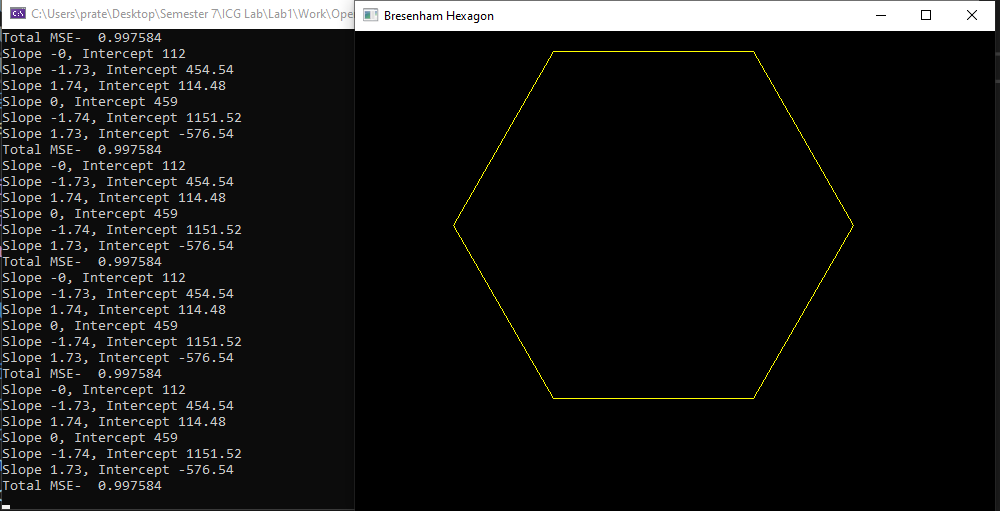 C:\Users\prate\Desktop\Semester 7\ICG Lab\Lab1\Work\Ope
Bresenham Hexagon
Total MSE-  0.997584
Slope -0, Intercept 112
Slope -1.73, Intercept 454.54
Slope 1.74, Intercept 114.48
Slope 0, Intercept 459
Slope -1.74, Intercept 1151.52
Slope 1.73, Intercept -576.54
Total MSE-  0.997584
Slope -0, Intercept 112
Slope -1.73, Intercept 454.54
Slope 1.74, Intercept 114.48
Slope 0, Intercept 459
Slope -1.74, Intercept 1151.52
Slope 1.73, Intercept -576.54
Total MSE-  0.997584
Slope -0, Intercept 112
Slope -1.73, Intercept 454.54
Slope 1.74, Intercept 114.48
Slope 0, Intercept 459
Slope -1.74, Intercept 1151.52
Slope 1.73, Intercept -576.54
Total MSE-  0.997584
Slope -0, Intercept 112
Slope -1.73, Intercept 454.54
Slope 1.74, Intercept 114.48
Slope 0, Intercept 459
Slope -1.74, Intercept 1151.52
Slope 1.73, Intercept -576.54
Total MSE-  0.997584